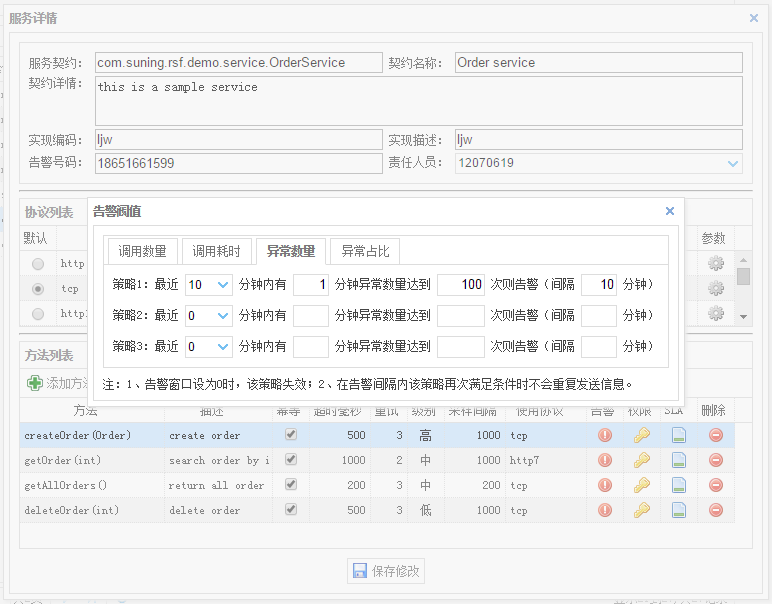 服务详情
服务契约： com.suning.rsf.demo.service.OrderService 契约名称： Order service
契约详情： this is a sample service
实现编码： ljw 实现描述： ljw
告警号码： 18651661599 责任人员： 12070619
协议列表
默认 参数
http
tcp
http
告警阀值
调用数量 调用耗时 异常数量 异常占比
策略1：最近 10 分钟内有 1 分钟异常数量达到 100 次则告警（间隔 10 分钟）
策略2：最近 0 分钟内有 分钟异常数量达到 次则告警（间隔 分钟）
策略3：最近 0 分钟内有 分钟异常数量达到 次则告警（间隔 分钟）
注：1、告警窗口设为0时，该策略失效；2、在告警间隔内该策略再次满足条件时不会重复发送信息。
方法列表
添加方法
方法 描述 幂等 超时毫秒 重试 级别 采样间隔 使用协议 告警 权限 SLA 删除
createOrder(Order) create order 500 3 高 1000 tcp
getOrder(int) search order by i 1000 2 中 1000 http7
getAllOrders() return all order 200 3 中 200 tcp
deleteOrder(int) delete order 500 3 低 1000 tcp
保存修改